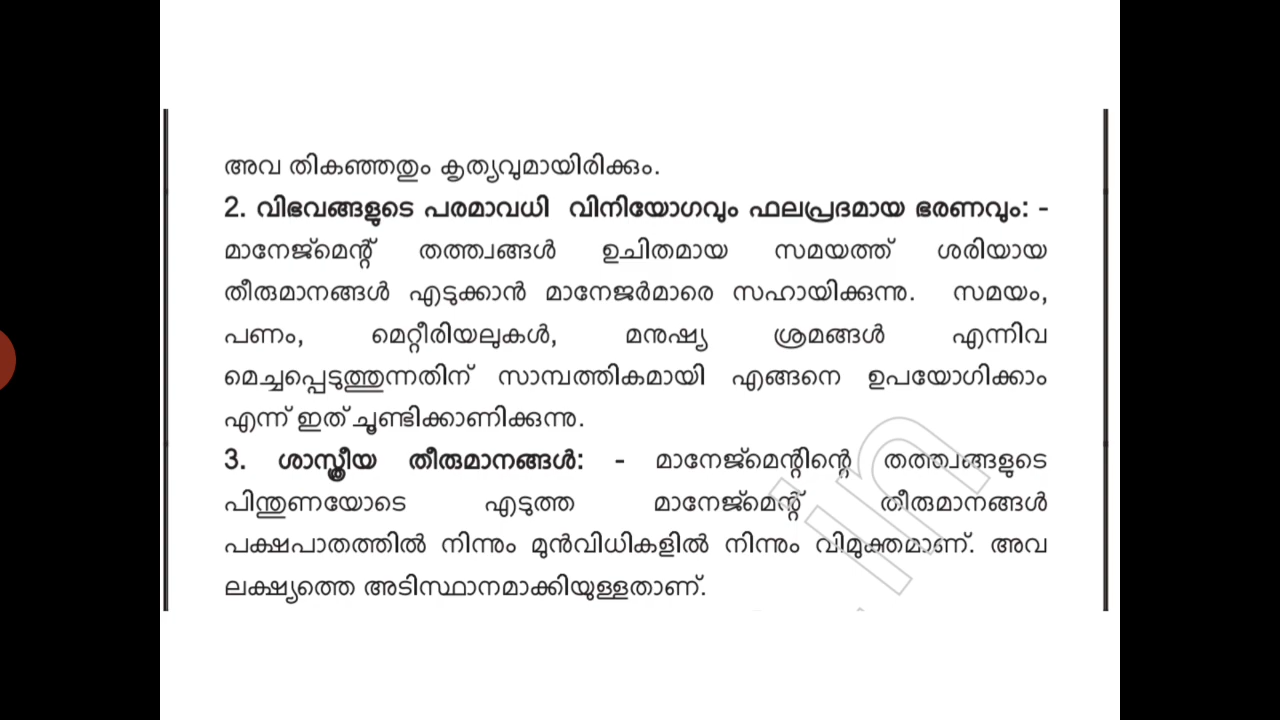 അവ തികഞ്ഞതും കൃത്യവുമായിരിക്കും.
2. വിഭവങ്ങളുടെ പരമാവധി വിനിയോഗവും ഫലപ്രദമായ ഭരണവും: -
മാനേജ്മെന്റ് തത്ത്വങ്ങൾ ഉചിതമായ സമയത്ത് ശരിയായ
തീരുമാനങ്ങൾ എടുക്കാൻ മാനേജർമാരെ സഹായിക്കുന്നു. സമയം,
പണം, മെറ്റീരിയലുകൾ, മനുഷ്യ ശ്രമങ്ങൾ എന്നിവ
മെച്ചപ്പെടുത്തുന്നതിന് സാമ്പത്തികമായി എങ്ങനെ ഉപയോഗിക്കാം
എന്ന് ഇത് ചൂണ്ടിക്കാണിക്കുന്നു.
3. ശാസ്ത്രീയ തീരുമാനങ്ങൾ: - മാനേജ്മെന്റിന്റെ തത്ത്വങ്ങളുടെ
പിന്തുണയോടെ എടുത്ത മാനേജ്മെന്റ് തീരുമാനങ്ങൾ
പക്ഷപാതത്തിൽ നിന്നും മുൻവിധികളിൽ നിന്നും വിമുക്തമാണ്. അവ
ലക്ഷ്യത്തെ അടിസ്ഥാനമാക്കിയുള്ളതാണ്.
.in